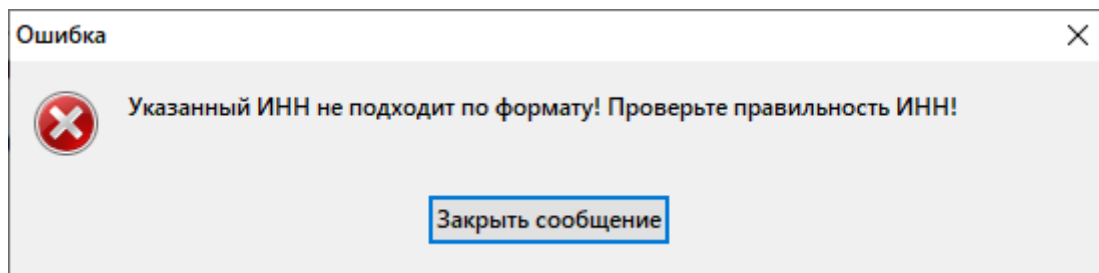 Ошибка
Указанный ИНН не подходит по формату! Проверьте правильность ИНН!
Закрыть сообщение